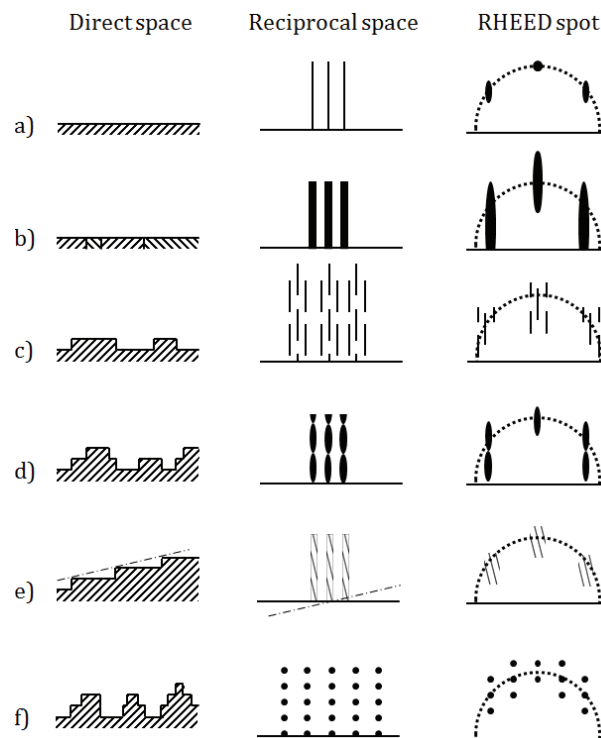 Direct space Reciprocal space RHEED spot
a)
b)
c)
d)
e)
f)